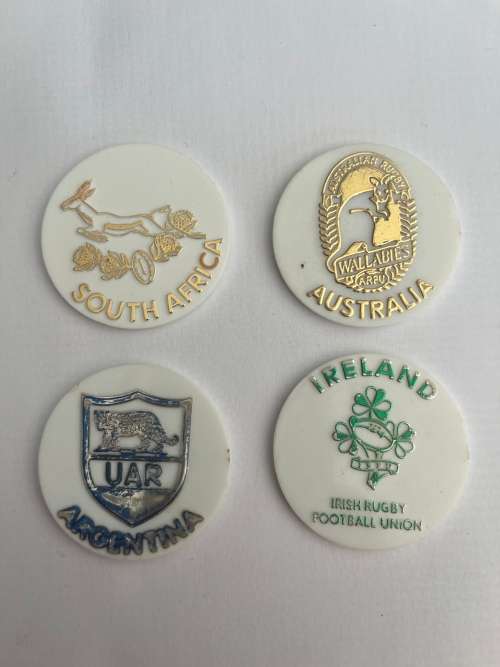 SOUTH AFRICA
AUSTRALIAN RUGBY
WALLABIES
ARFU
AUSTRALIA
UAR
ARGENTINA
IRELAND
IRISH RUGBY
FOOTBALL UNION